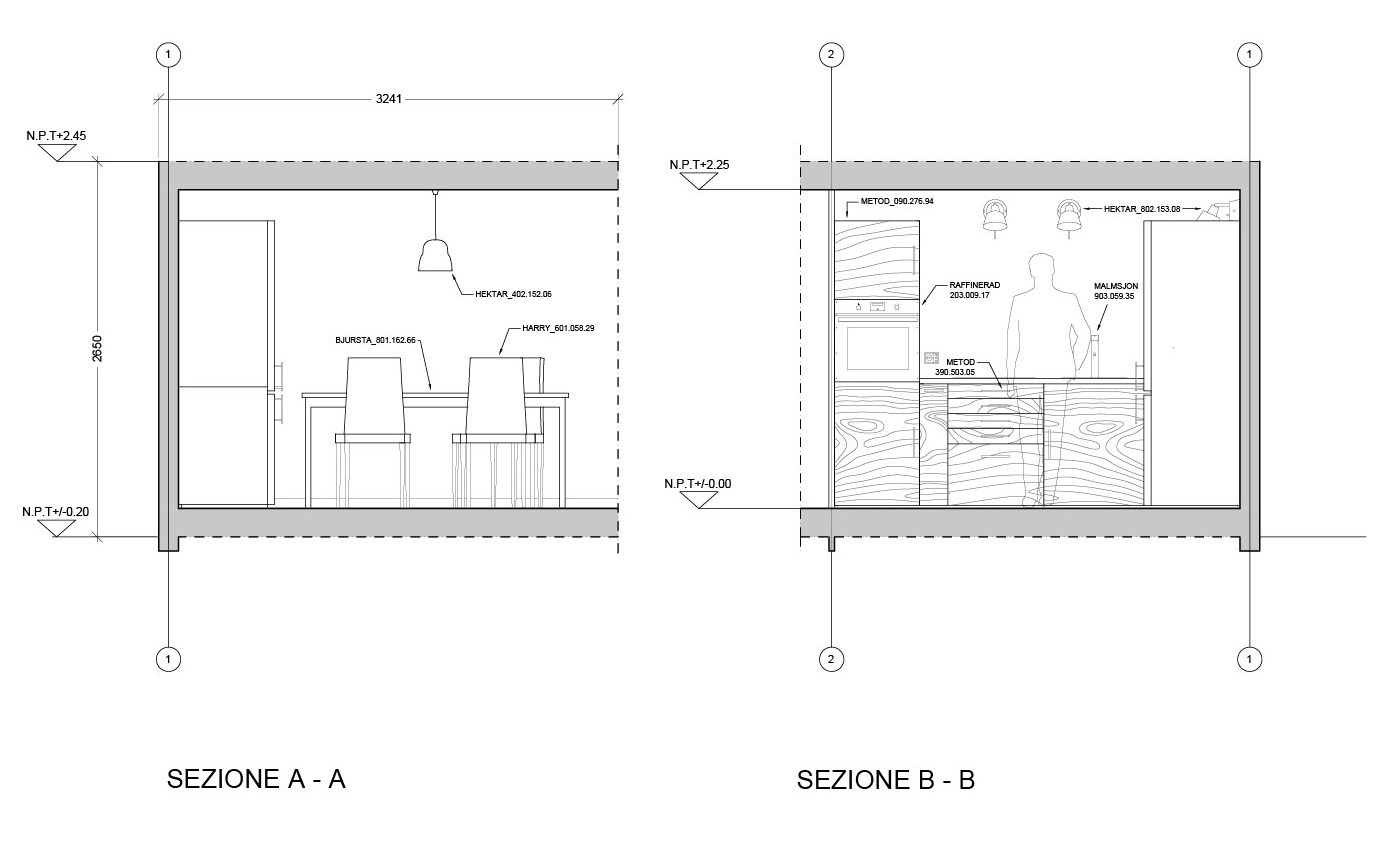 1
3241
N.P.T+2.45
2650
HEKTAR_402.152.06
HARRY_601.058.29
BJURSTA_801.162.66
N.P.T+/-0.20
1
SEZIONE A - A
2
1
N.P.T+2.25
METOD_090.276.94
HEKTAR_802.153.08
RAFFINERAD
203.009.17
MALMSJON
903.059.35
METOD
390.503.05
N.P.T+/-0.00
2
1
SEZIONE B - B